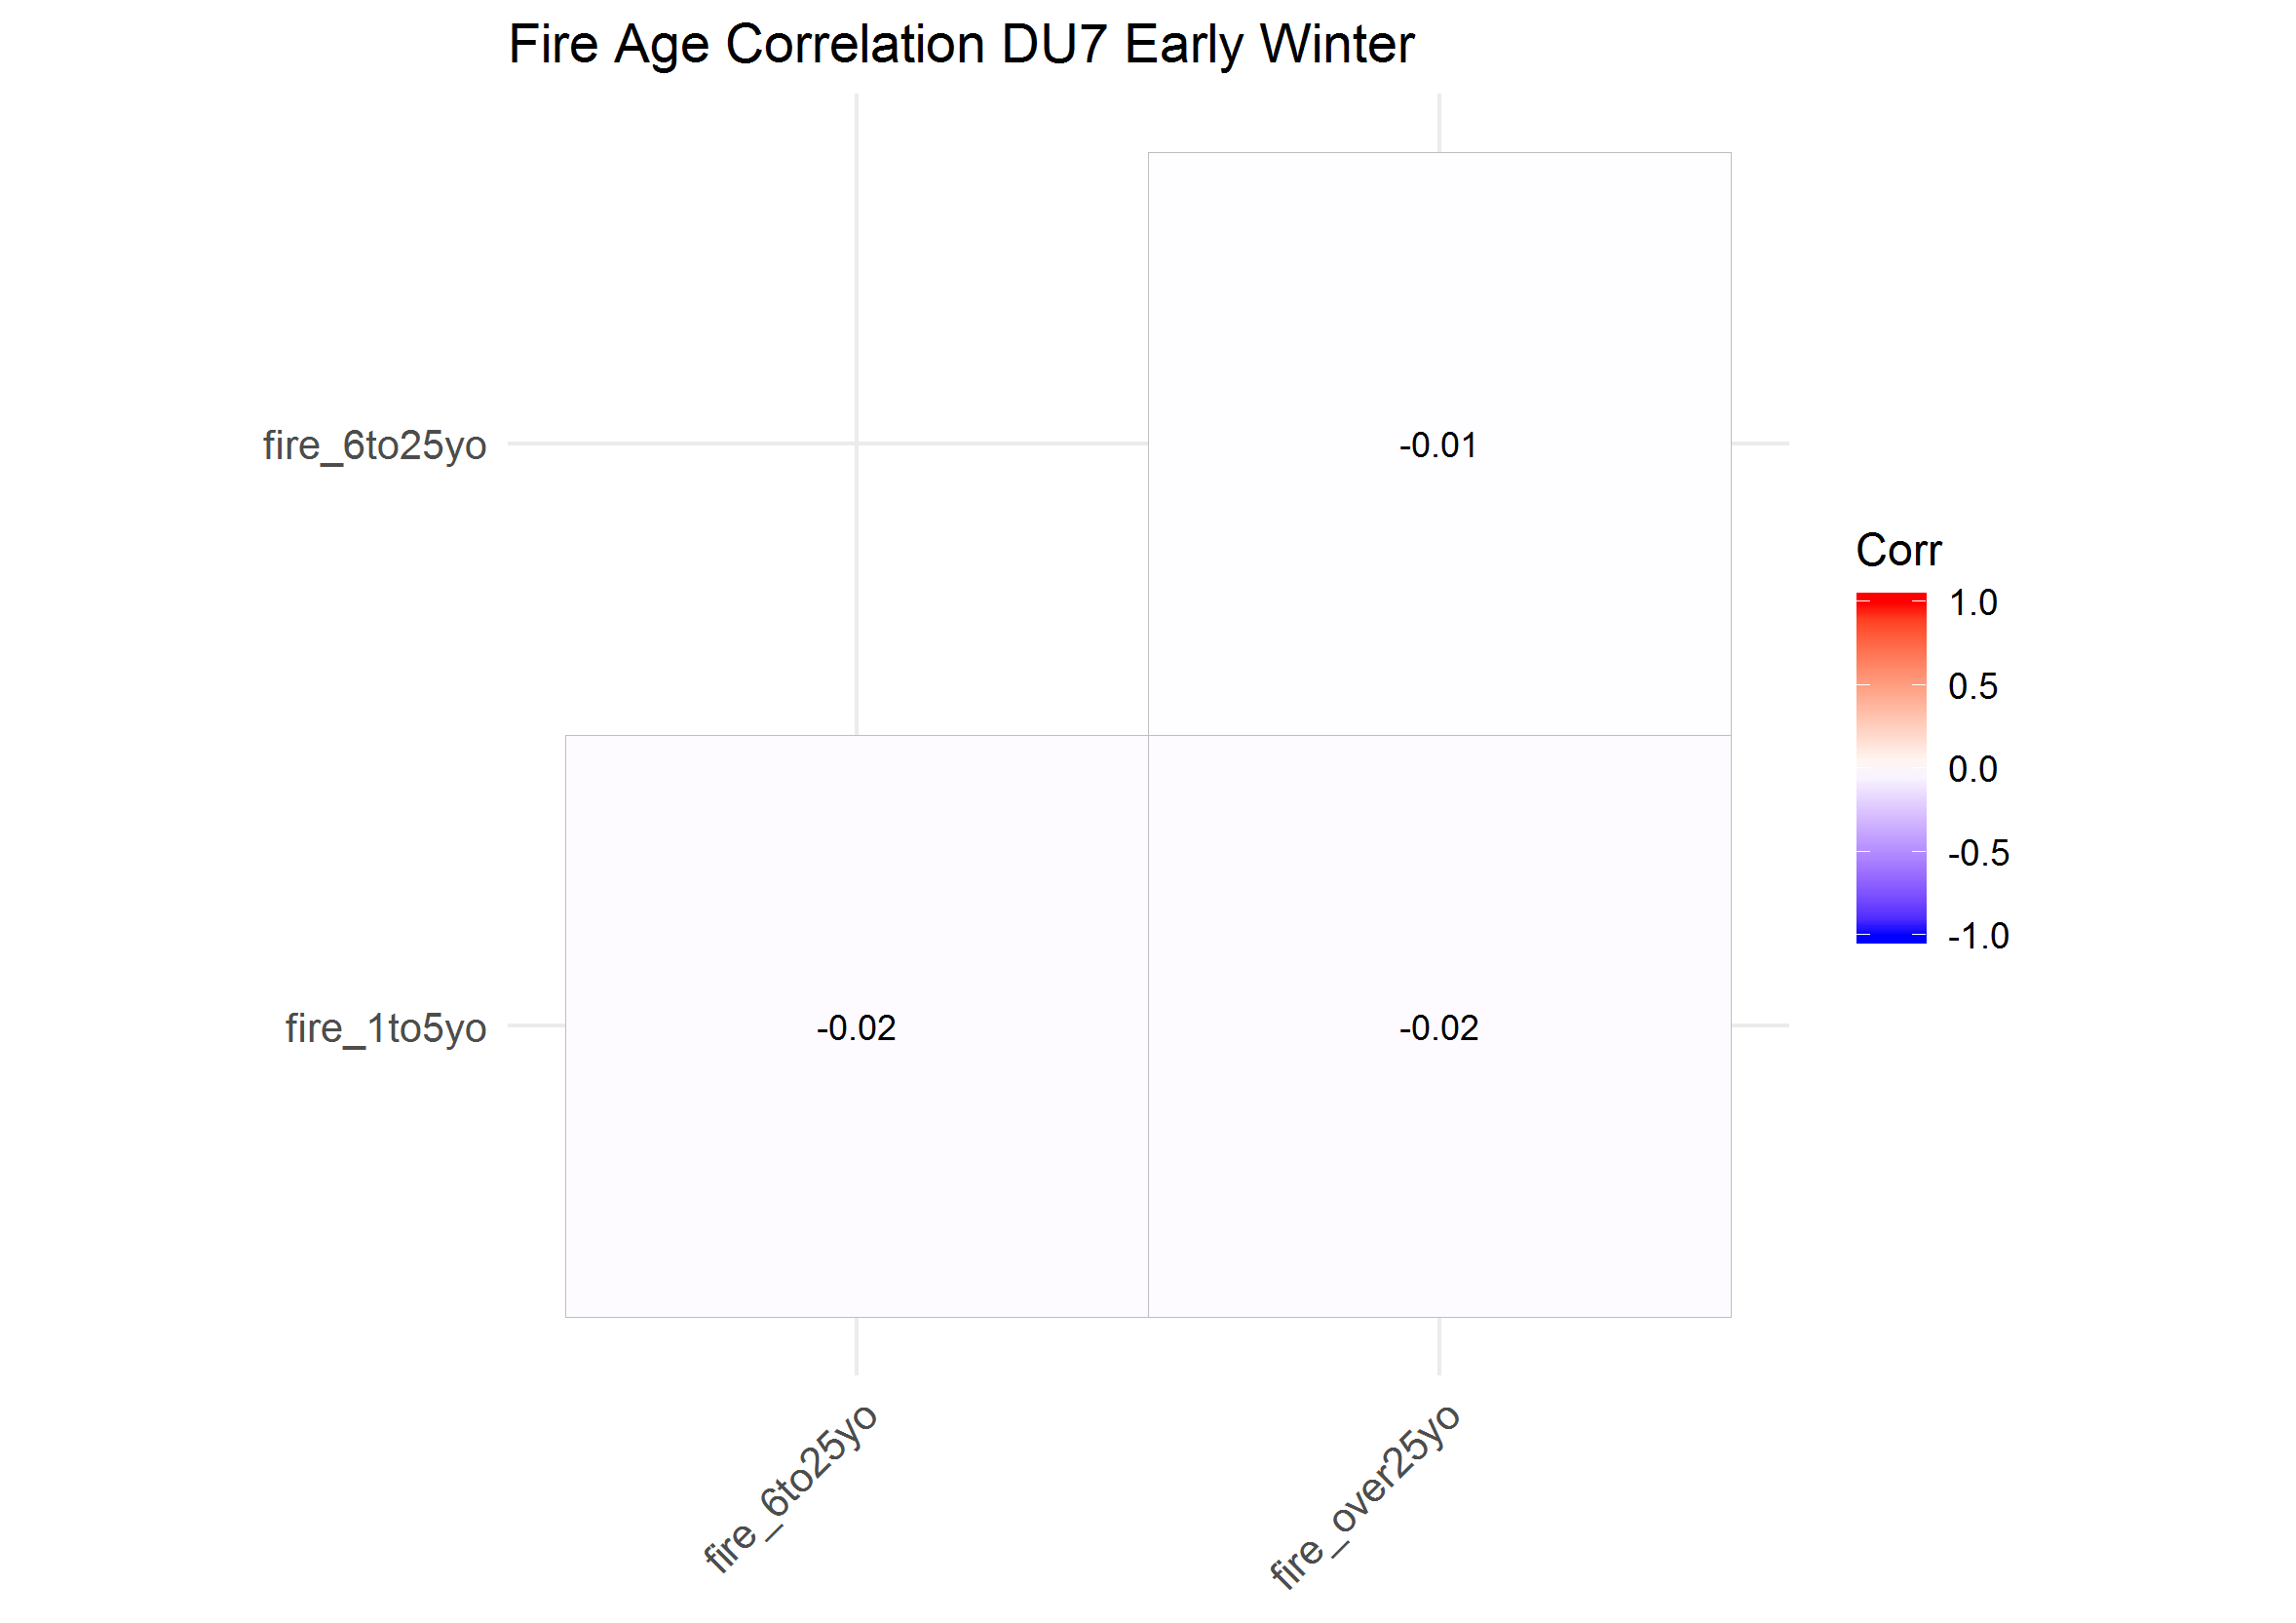 Fire Age Correlation DU7 Early Winter
fire_6to25yo
-0.01
Corr
1.0
0.5
0.0
-0.5
-1.0
fire_1to5yo
-0.02
-0.02
fire_6to25yo
fire_over25yo